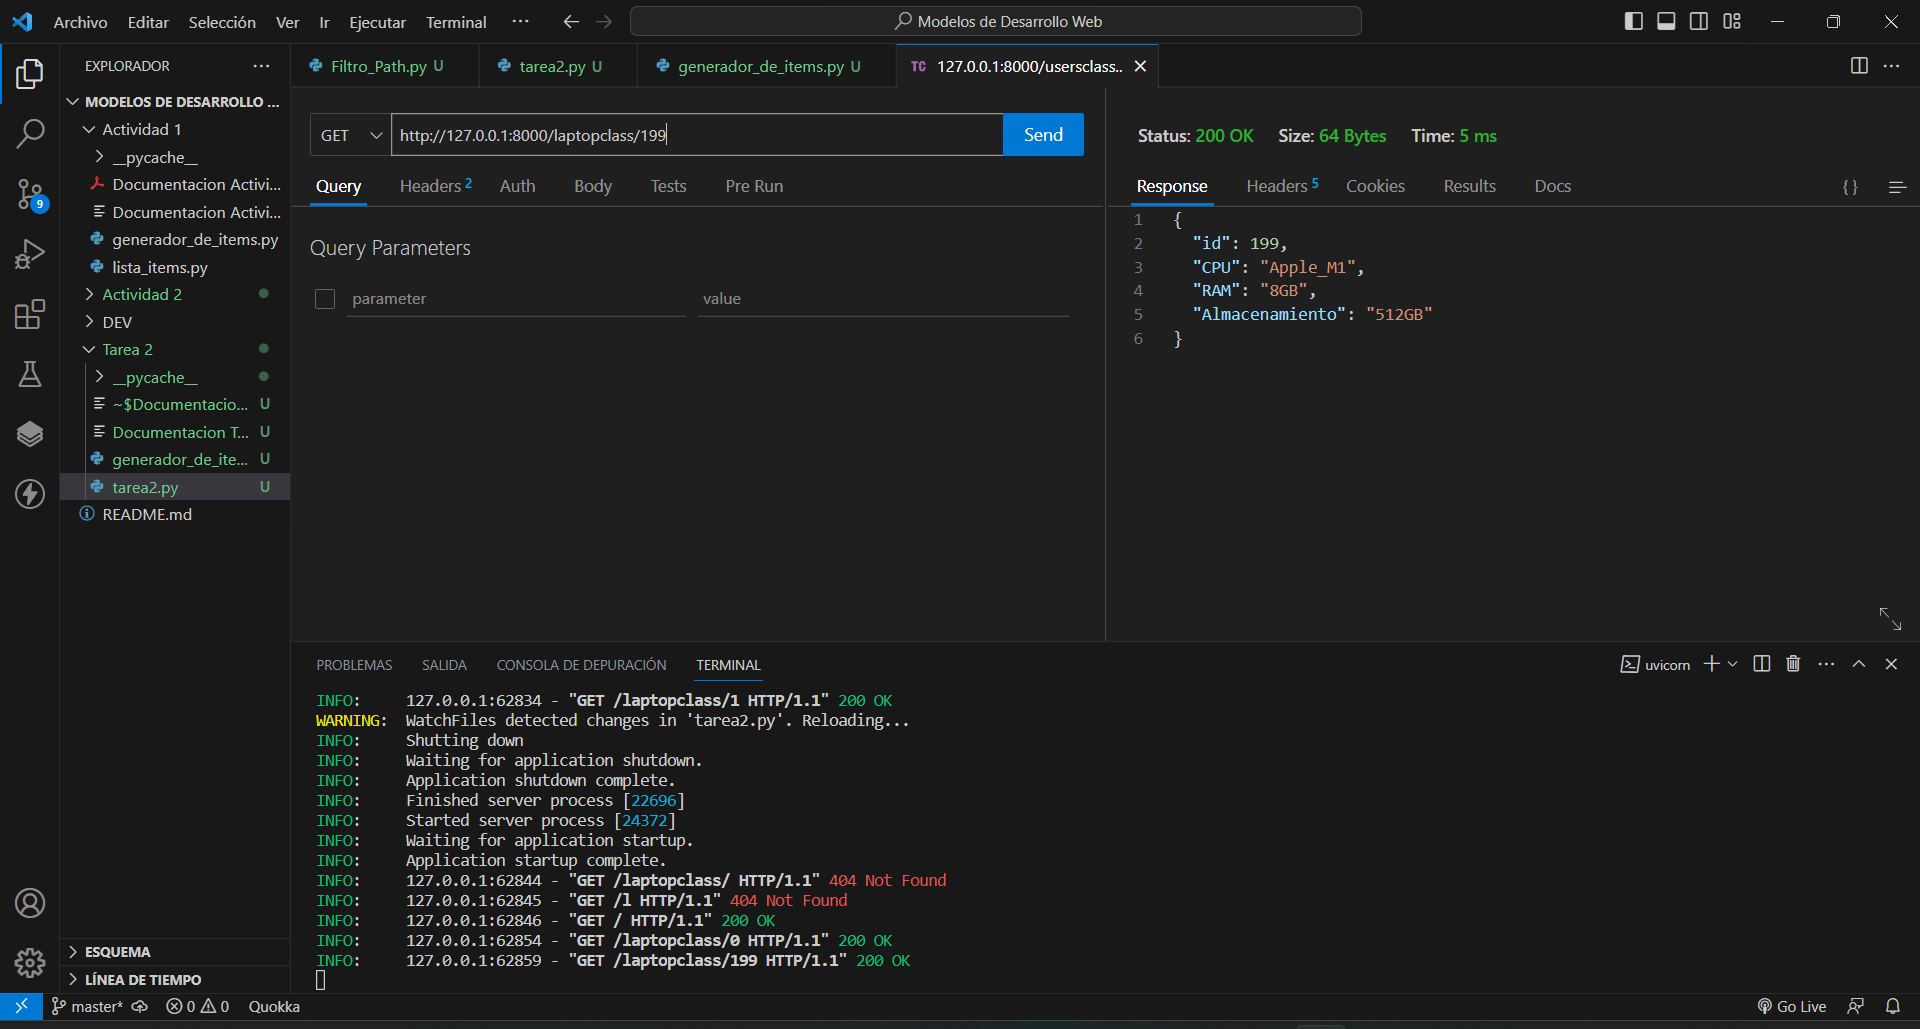 Archivo Editar Selección Ver Ir Ejecutar Terminal ··· Modelos de Desarrollo Web
EXPLORADOR ···
MODELOS DE DESARROLLO ...
Actividad 1
__pycache__
Documentacion Activi...
Documentacion Activi...
generador_de_items.py
lista_items.py
Actividad 2
DEV
Tarea 2
__pycache__
~$Documentacio... U
Documentacion T... U
generador_de_ite... U
tarea2.py U
README.md
ESQUEMA
LÍNEA DE TIEMPO
9
Filtro_Path.py U tarea2.py U generador_de_items.py U TC 127.0.0.1:8000/usersclass..
GET http://127.0.0.1:8000/laptopclass/199 Send
Query Headers 2 Auth Body Tests Pre Run
Query Parameters
parameter value
Status: 200 OK Size: 64 Bytes Time: 5 ms
Response Headers 5 Cookies Results Docs {}
1 {
2 "id": 199,
3 "CPU": "Apple_M1",
4 "RAM": "8GB",
5 "Almacenamiento": "512GB"
6 }
PROBLEMAS SALIDA CONSOLA DE DEPURACIÓN TERMINAL uvicorn
INFO: 127.0.0.1:62834 - "GET /laptopclass/1 HTTP/1.1" 200 OK
WARNING: WatchFiles detected changes in 'tarea2.py'. Reloading...
INFO: Shutting down
INFO: Waiting for application shutdown.
INFO: Application shutdown complete.
INFO: Finished server process [22696]
INFO: Started server process [24372]
INFO: Waiting for application startup.
INFO: Application startup complete.
INFO: 127.0.0.1:62844 - "GET /laptopclass/ HTTP/1.1" 404 Not Found
INFO: 127.0.0.1:62845 - "GET /l HTTP/1.1" 404 Not Found
INFO: 127.0.0.1:62846 - "GET / HTTP/1.1" 200 OK
INFO: 127.0.0.1:62854 - "GET /laptopclass/0 HTTP/1.1" 200 OK
INFO: 127.0.0.1:62859 - "GET /laptopclass/199 HTTP/1.1" 200 OK
master* 0 0 Quokka Go Live